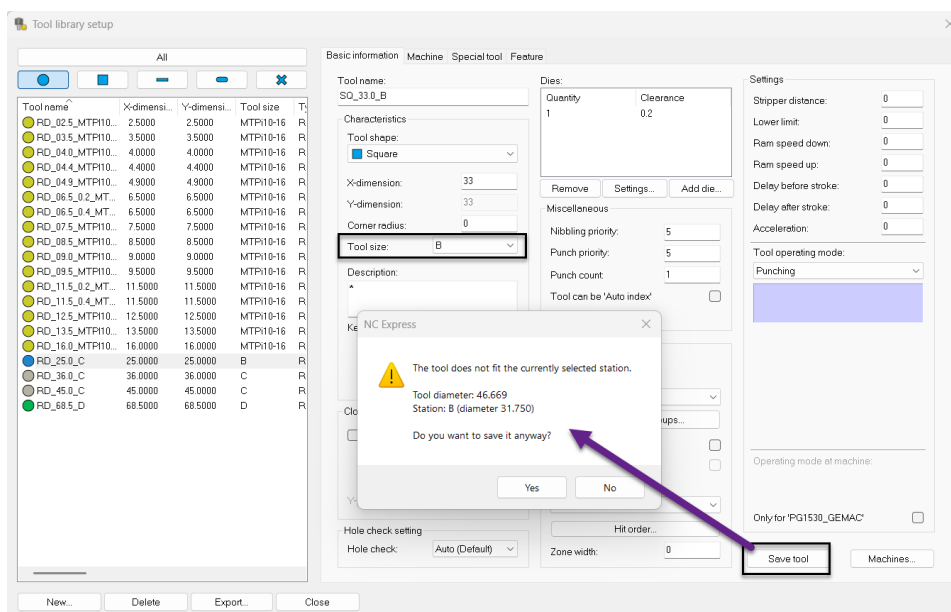 Tool library setup
All
Tool name X-dimensi... Y-dimensi... Tool size
RD_02.5_MTPI10... 2.5000 2.5000 MTPi10-16 R
RD_03.5_MTPI10... 3.5000 3.5000 MTPi10-16 R
RD_04.0_MTPI10... 4.0000 4.0000 MTPi10-16 R
RD_04.4_MTPI10... 4.4000 4.4000 MTPi10-16 R
RD_04.9_MTPI10... 4.9000 4.9000 MTPi10-16 R
RD_06.5_0.2_MT... 6.5000 6.5000 MTPi10-16 R
RD_06.5_0.4_MT... 6.5000 6.5000 MTPi10-16 R
RD_07.5_MTPI10... 7.5000 7.5000 MTPi10-16 R
RD_08.5_MTPI10... 8.5000 8.5000 MTPi10-16 R
RD_09.0_MTPI10... 9.0000 9.0000 MTPi10-16 R
RD_09.5_MTPI10... 9.5000 9.5000 MTPi10-16 R
RD_11.5_0.2_MT... 11.5000 11.5000 MTPi10-16 R
RD_11.5_0.4_MT... 11.5000 11.5000 MTPi10-16 R
RD_12.5_MTPI10... 12.5000 12.5000 MTPi10-16 R
RD_13.5_MTPI10... 13.5000 13.5000 MTPi10-16 R
RD_16.0_MTPI10... 16.0000 16.0000 MTPi10-16 R
RD_25.0_C 25.0000 25.0000 B R
RD_36.0_C 36.0000 36.0000 C R
RD_45.0_C 45.0000 45.0000 C R
RD_68.5_D 68.5000 68.5000 D R
New... Delete Export... Close
Basic information Machine Special tool Feature
Tool name:
SQ_33.0_B
Characteristics
Tool shape:
Square
X-dimension: 33
Y-dimension: 33
Corner radius: 0
Tool size: B
Description:
*
Hole check setting
Hole check: Auto (Default)
Dies:
Quantity Clearance
1 0.2
Remove Settings... Add die...
Miscellaneous
Nibbling priority: 5
Punch priority: 5
Punch count: 1
Tool can be 'Auto index'
Hit order...
Zone width: 0
NC Express
The tool does not fit the currently selected station.
Tool diameter: 46.669
Station: B (diameter 31.750)
Do you want to save it anyway?
Yes No
Settings
Stripper distance: 0
Lower limit: 0
Ram speed down: 0
Ram speed up: 0
Delay before stroke: 0
Delay after stroke: 0
Acceleration: 0
Tool operating mode:
Punching
Operating mode at machine:
Only for 'PG1530_GEMAC'
Save tool Machines...